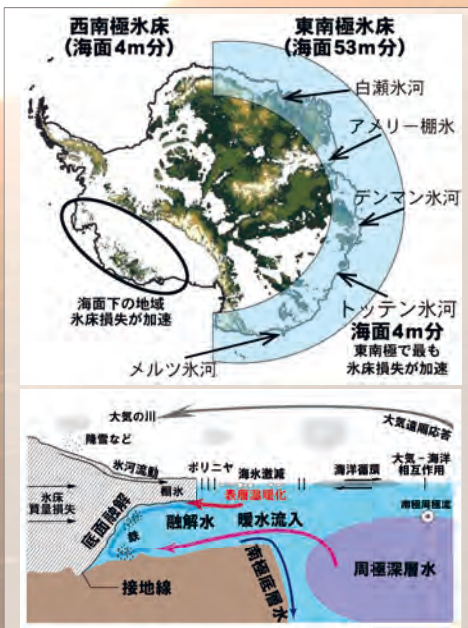 西南極氷床
(海面4m分)
東南極氷床
(海面53m分)
白瀬氷河
アメリー棚氷
デンマン氷河
トッテン氷河
海面4m分
東南極で最も
氷床損失が加速
メルツ氷河
海面下の地域
氷床損失が加速
大気の川
大気遠隔応答
降雪など
氷河流動
棚氷
ポリニヤ
海氷激減
海洋循環
大気-海洋
相互作用
表層温暖化
南極周極流
氷床
質量損失
底面融解
鉄
融解水
暖水流入
接地線
南極底層水
周極深層水